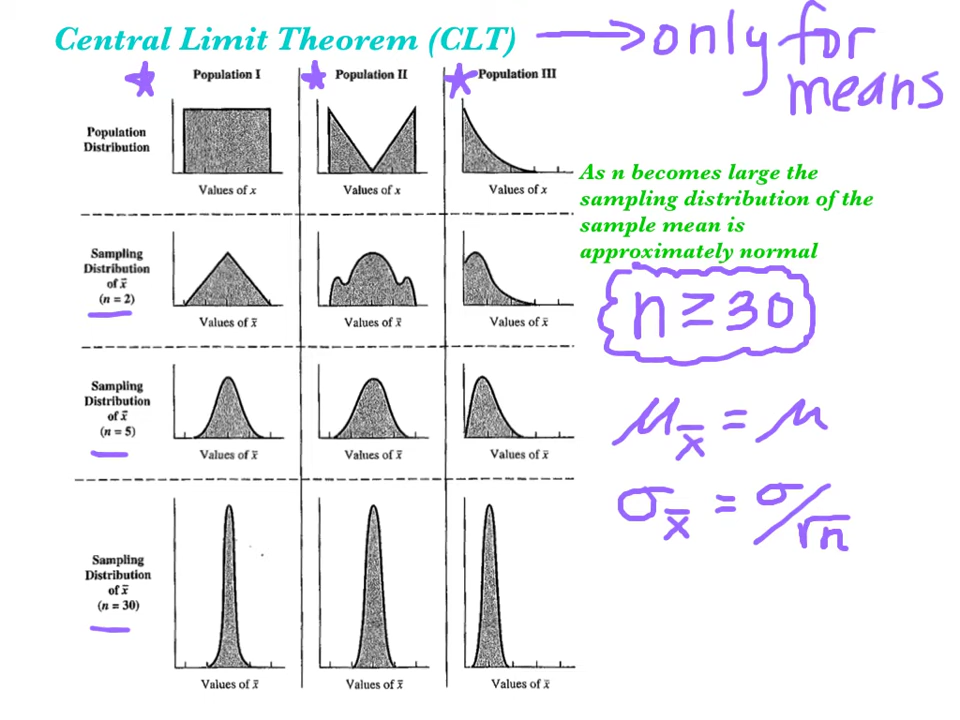 Central Limit Theorem (CLT) → only for
means
Population I
Population II
Population III
Population
Distribution
Values of x
Values of x
Values of x
As n becomes large the
sampling distribution of the
sample mean is
approximately normal
Sampling
Distribution
of x̄
(n = 2)
Values of x̄
Values of x̄
Values of x̄
n ≥ 30
Sampling
Distribution
of x̄
(n = 5)
Values of x̄
Values of x̄
Values of x̄
μx̄ = μ
σx̄ = σ/√n
Sampling
Distribution
of x̄
(n = 30)
Values of x̄
Values of x̄
Values of x̄